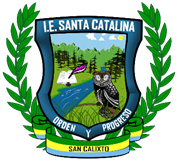 I.E. SANTA CATALINA
ORDEN Y PROGRESO
SAN CALIXTO